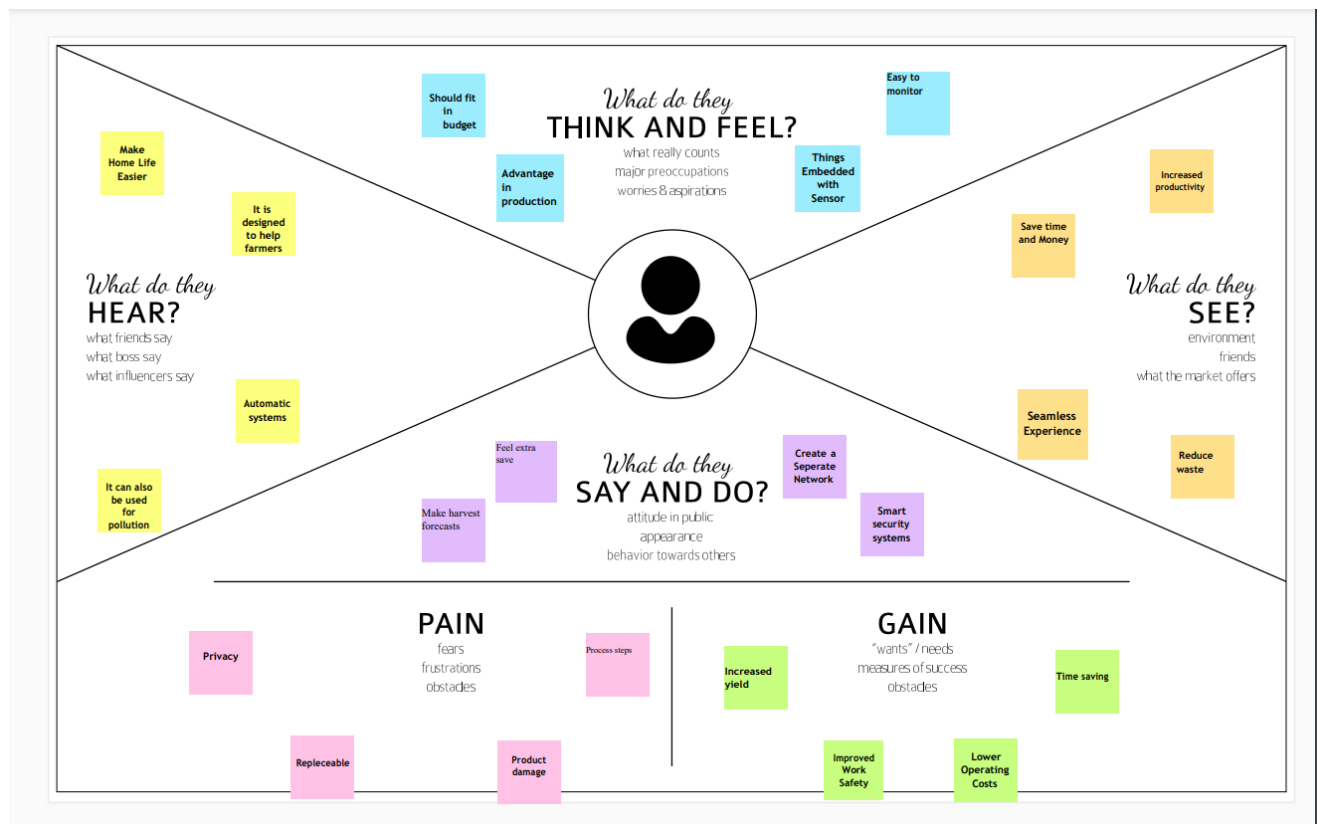 What do they
THINK AND FEEL?
what really counts
major preoccupations
worries & aspirations
Should fit
in
budget
Advantage
in
production
Things
Embedded
with
Sensor
Easy to
monitor
What do they
HEAR?
what friends say
what boss say
what influencers say
Make
Home Life
Easier
It is
designed
to help
farmers
Automatic
systems
It can also
be used
for
pollution
What do they
SEE?
environment
friends
what the market offers
Increased
productivity
Save time
and Money
Seamless
Experience
Reduce
waste
What do they
SAY AND DO?
attitude in public
appearance
behavior towards others
Feel extra
save
Make harvest
forecasts
Create a
Seperate
Network
Smart
security
systems
PAIN
fears
frustrations
obstacles
Privacy
Process steps
Repleceable
Product
damage
GAIN
"wants" / needs
measures of success
obstacles
Increased
yield
Time saving
Improved
Work
Safety
Lower
Operating
Costs